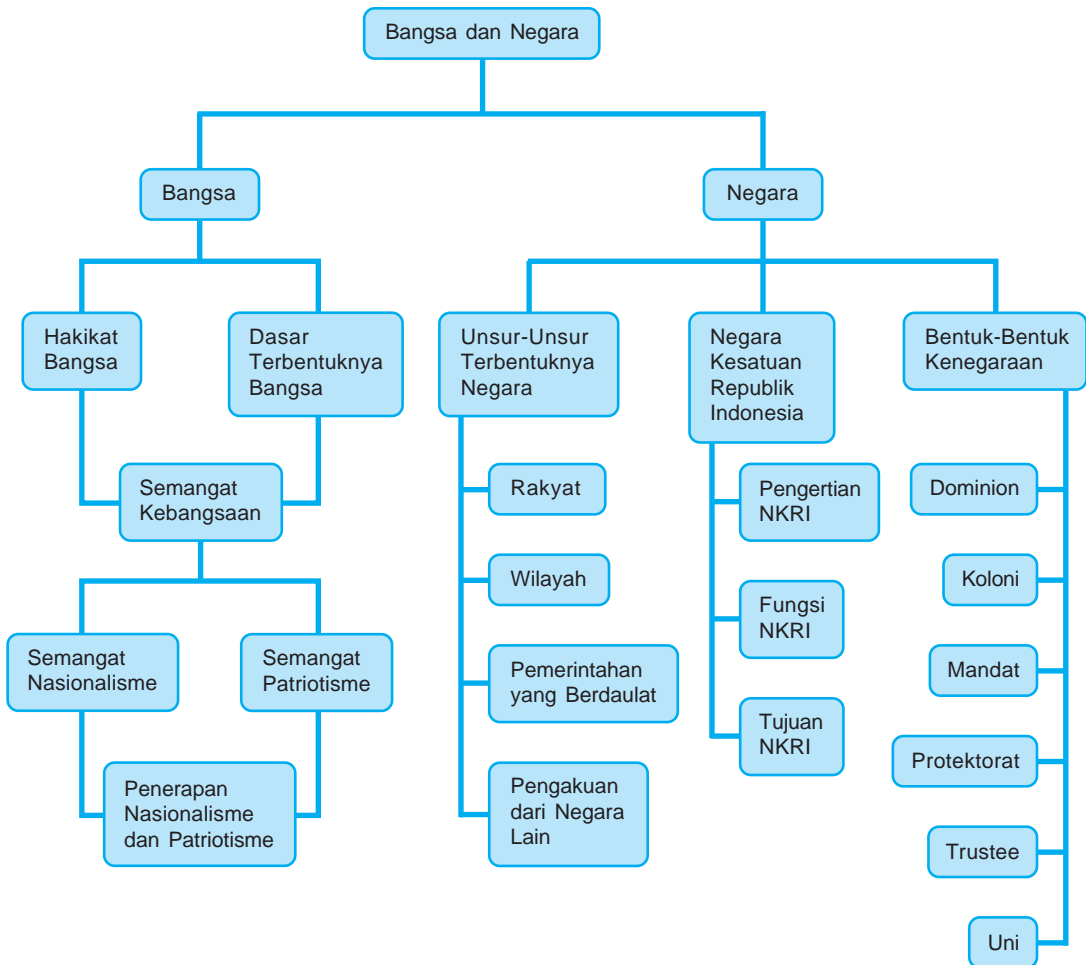 Bangsa dan Negara
Bangsa
Negara
Hakikat
Bangsa
Dasar
Terbentuknya
Bangsa
Unsur-Unsur
Terbentuknya
Negara
Negara
Kesatuan
Republik
Indonesia
Bentuk-Bentuk
Kenegaraan
Semangat
Kebangsaan
Semangat
Nasionalisme
Semangat
Patriotisme
Penerapan
Nasionalisme
dan Patriotisme
Rakyat
Wilayah
Pemerintahan
yang Berdaulat
Pengakuan
dari Negara
Lain
Pengertian
NKRI
Fungsi
NKRI
Tujuan
NKRI
Dominion
Koloni
Mandat
Protektorat
Trustee
Uni